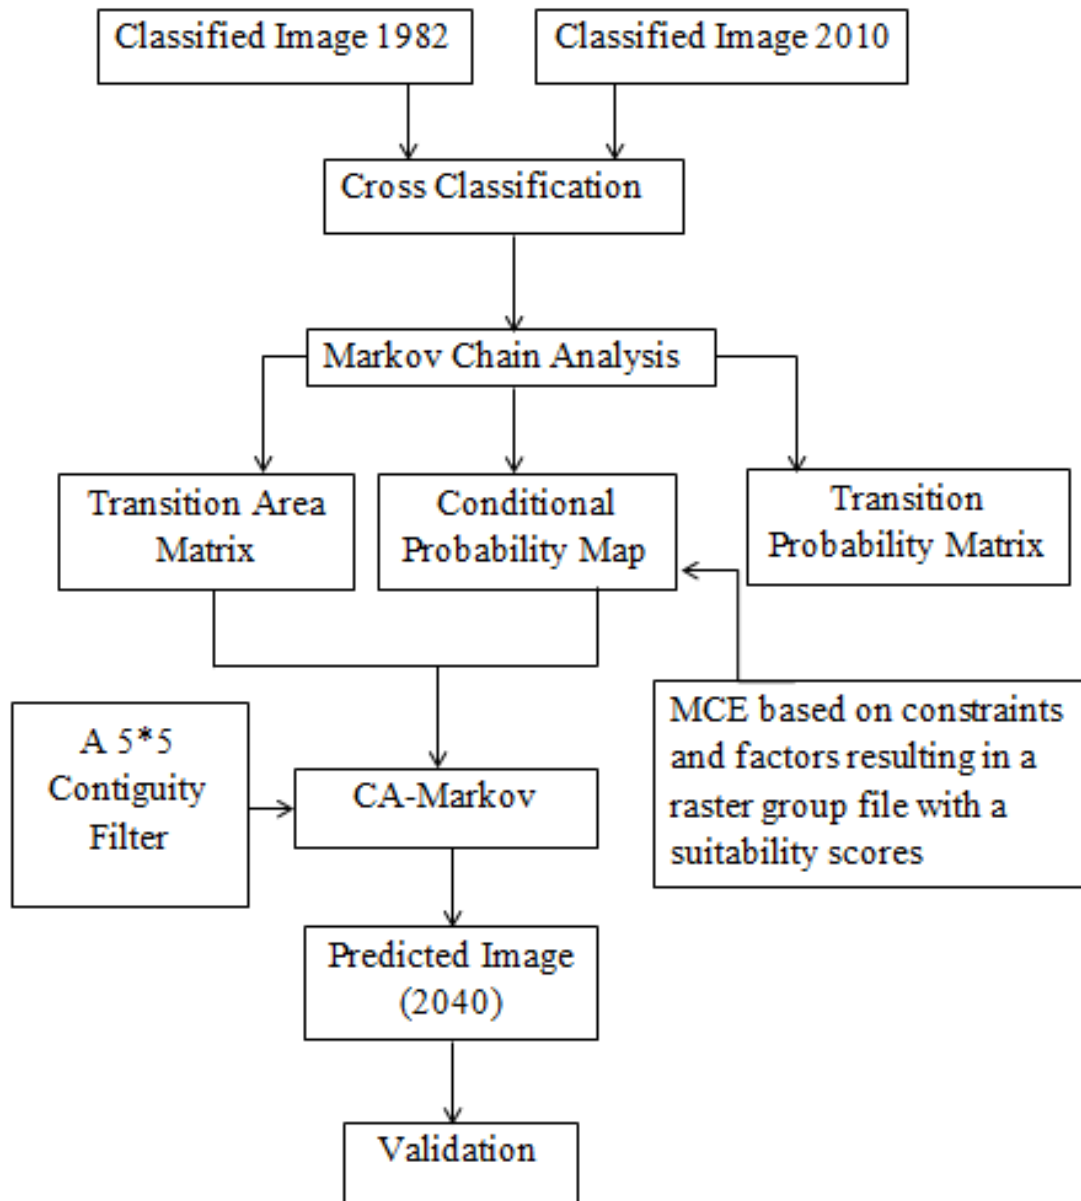 Classified Image 1982
Classified Image 2010
Cross Classification
Markov Chain Analysis
Transition Area
Matrix
Conditional
Probability Map
Transition
Probability Matrix
A 5*5
Contiguity
Filter
CA-Markov
MCE based on constraints
and factors resulting in a
raster group file with a
suitability scores
Predicted Image
(2040)
Validation